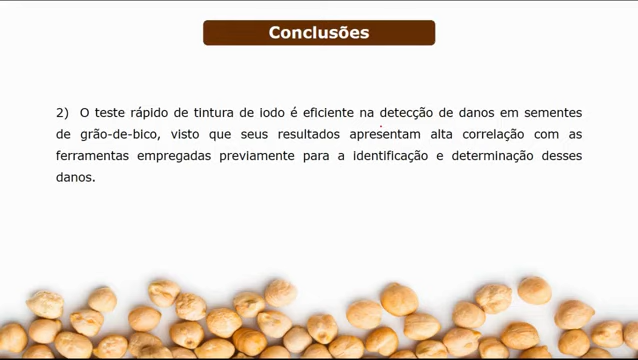 Conclusões
2) O teste rápido de tintura de iodo é eficiente na detecção de danos em sementes
de grão-de-bico, visto que seus resultados apresentam alta correlação com as
ferramentas empregadas previamente para a identificação e determinação desses
danos.